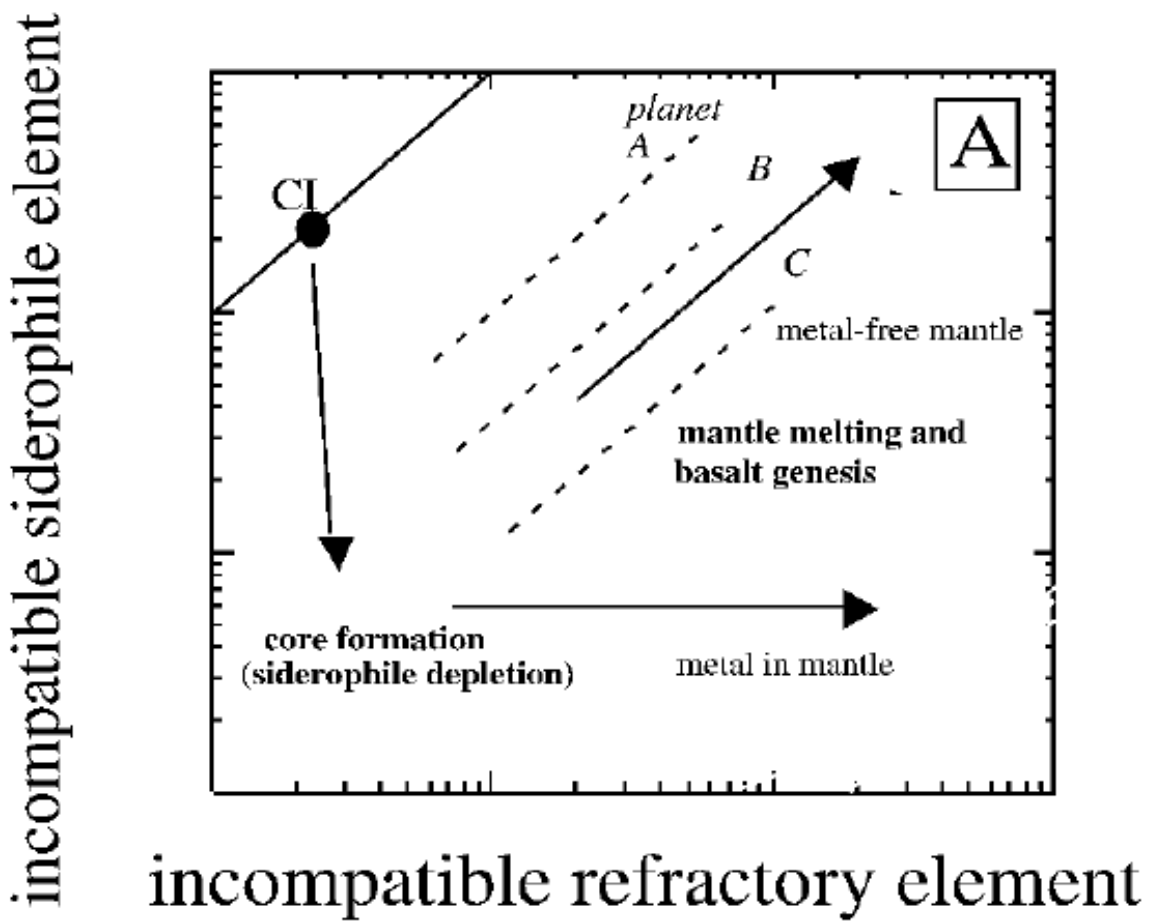 incompatible siderophile element
planet
A
B
A
CI
C
metal-free mantle
mantle melting and
basalt genesis
core formation
(siderophile depletion)
metal in mantle
incompatible refractory element